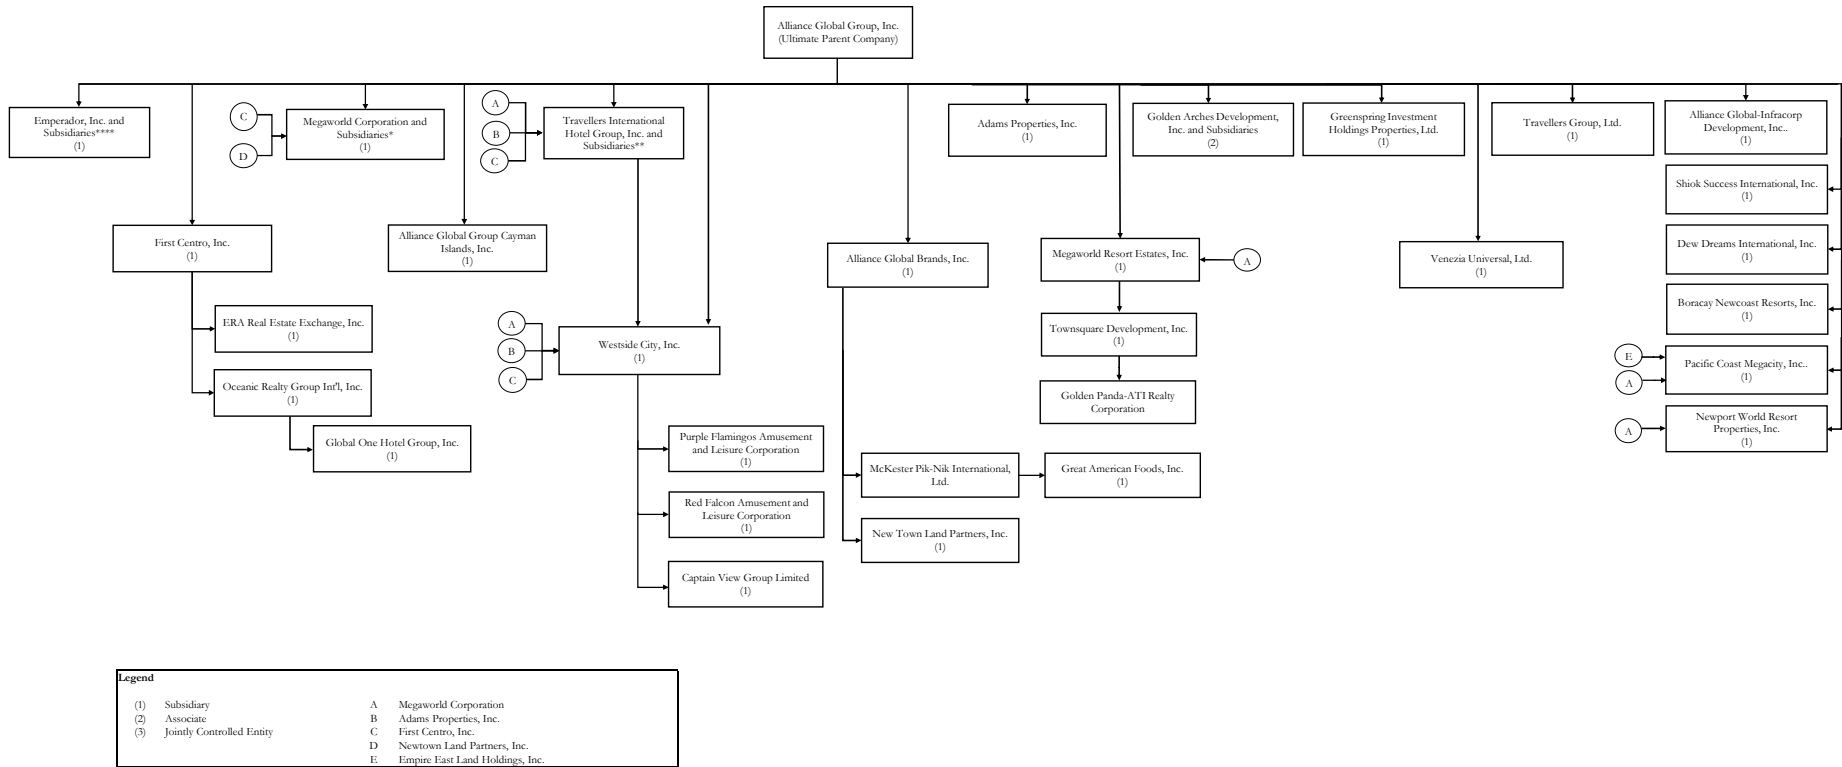 Alliance Global Group, Inc.
(Ultimate Parent Company)
Emperador, Inc. and
Subsidiaries****
(1)
C
D
Megaworld Corporation and
Subsidiaries*
(1)
A
B
C
Travellers International
Hotel Group, Inc. and
Subsidiaries**
Adams Properties, Inc.
(1)
Golden Arches Development,
Inc. and Subsidiaries
(2)
Greenspring Investment
Holdings Properties, Ltd.
(1)
Travellers Group, Ltd.
(1)
Alliance Global-Infracorp
Development, Inc..
(1)
Shiok Success International, Inc.
(1)
First Centro, Inc.
(1)
Alliance Global Group Cayman
Islands, Inc.
(1)
Alliance Global Brands, Inc.
(1)
Megaworld Resort Estates, Inc.
(1)
A
Venezia Universal, Ltd.
(1)
Dew Dreams International, Inc.
(1)
Boracay Newcoast Resorts, Inc.
(1)
ERA Real Estate Exchange, Inc.
(1)
A
B
C
Westside City, Inc.
(1)
Townsquare Development, Inc.
(1)
E
A
Pacific Coast Megacity, Inc..
(1)
Oceanic Realty Group Int'l, Inc.
(1)
Golden Panda-ATI Realty
Corporation
A
Newport World Resort
Properties, Inc.
(1)
Global One Hotel Group, Inc.
(1)
Purple Flamingos Amusement
and Leisure Corporation
(1)
McKester Pik-Nik International,
Ltd.
Great American Foods, Inc.
(1)
Red Falcon Amusement and
Leisure Corporation
(1)
New Town Land Partners, Inc.
(1)
Captain View Group Limited
(1)
Legend
(1) Subsidiary A Megaworld Corporation
(2) Associate B Adams Properties, Inc.
(3) Jointly Controlled Entity C First Centro, Inc.
D Newtown Land Partners, Inc.
E Empire East Land Holdings, Inc.